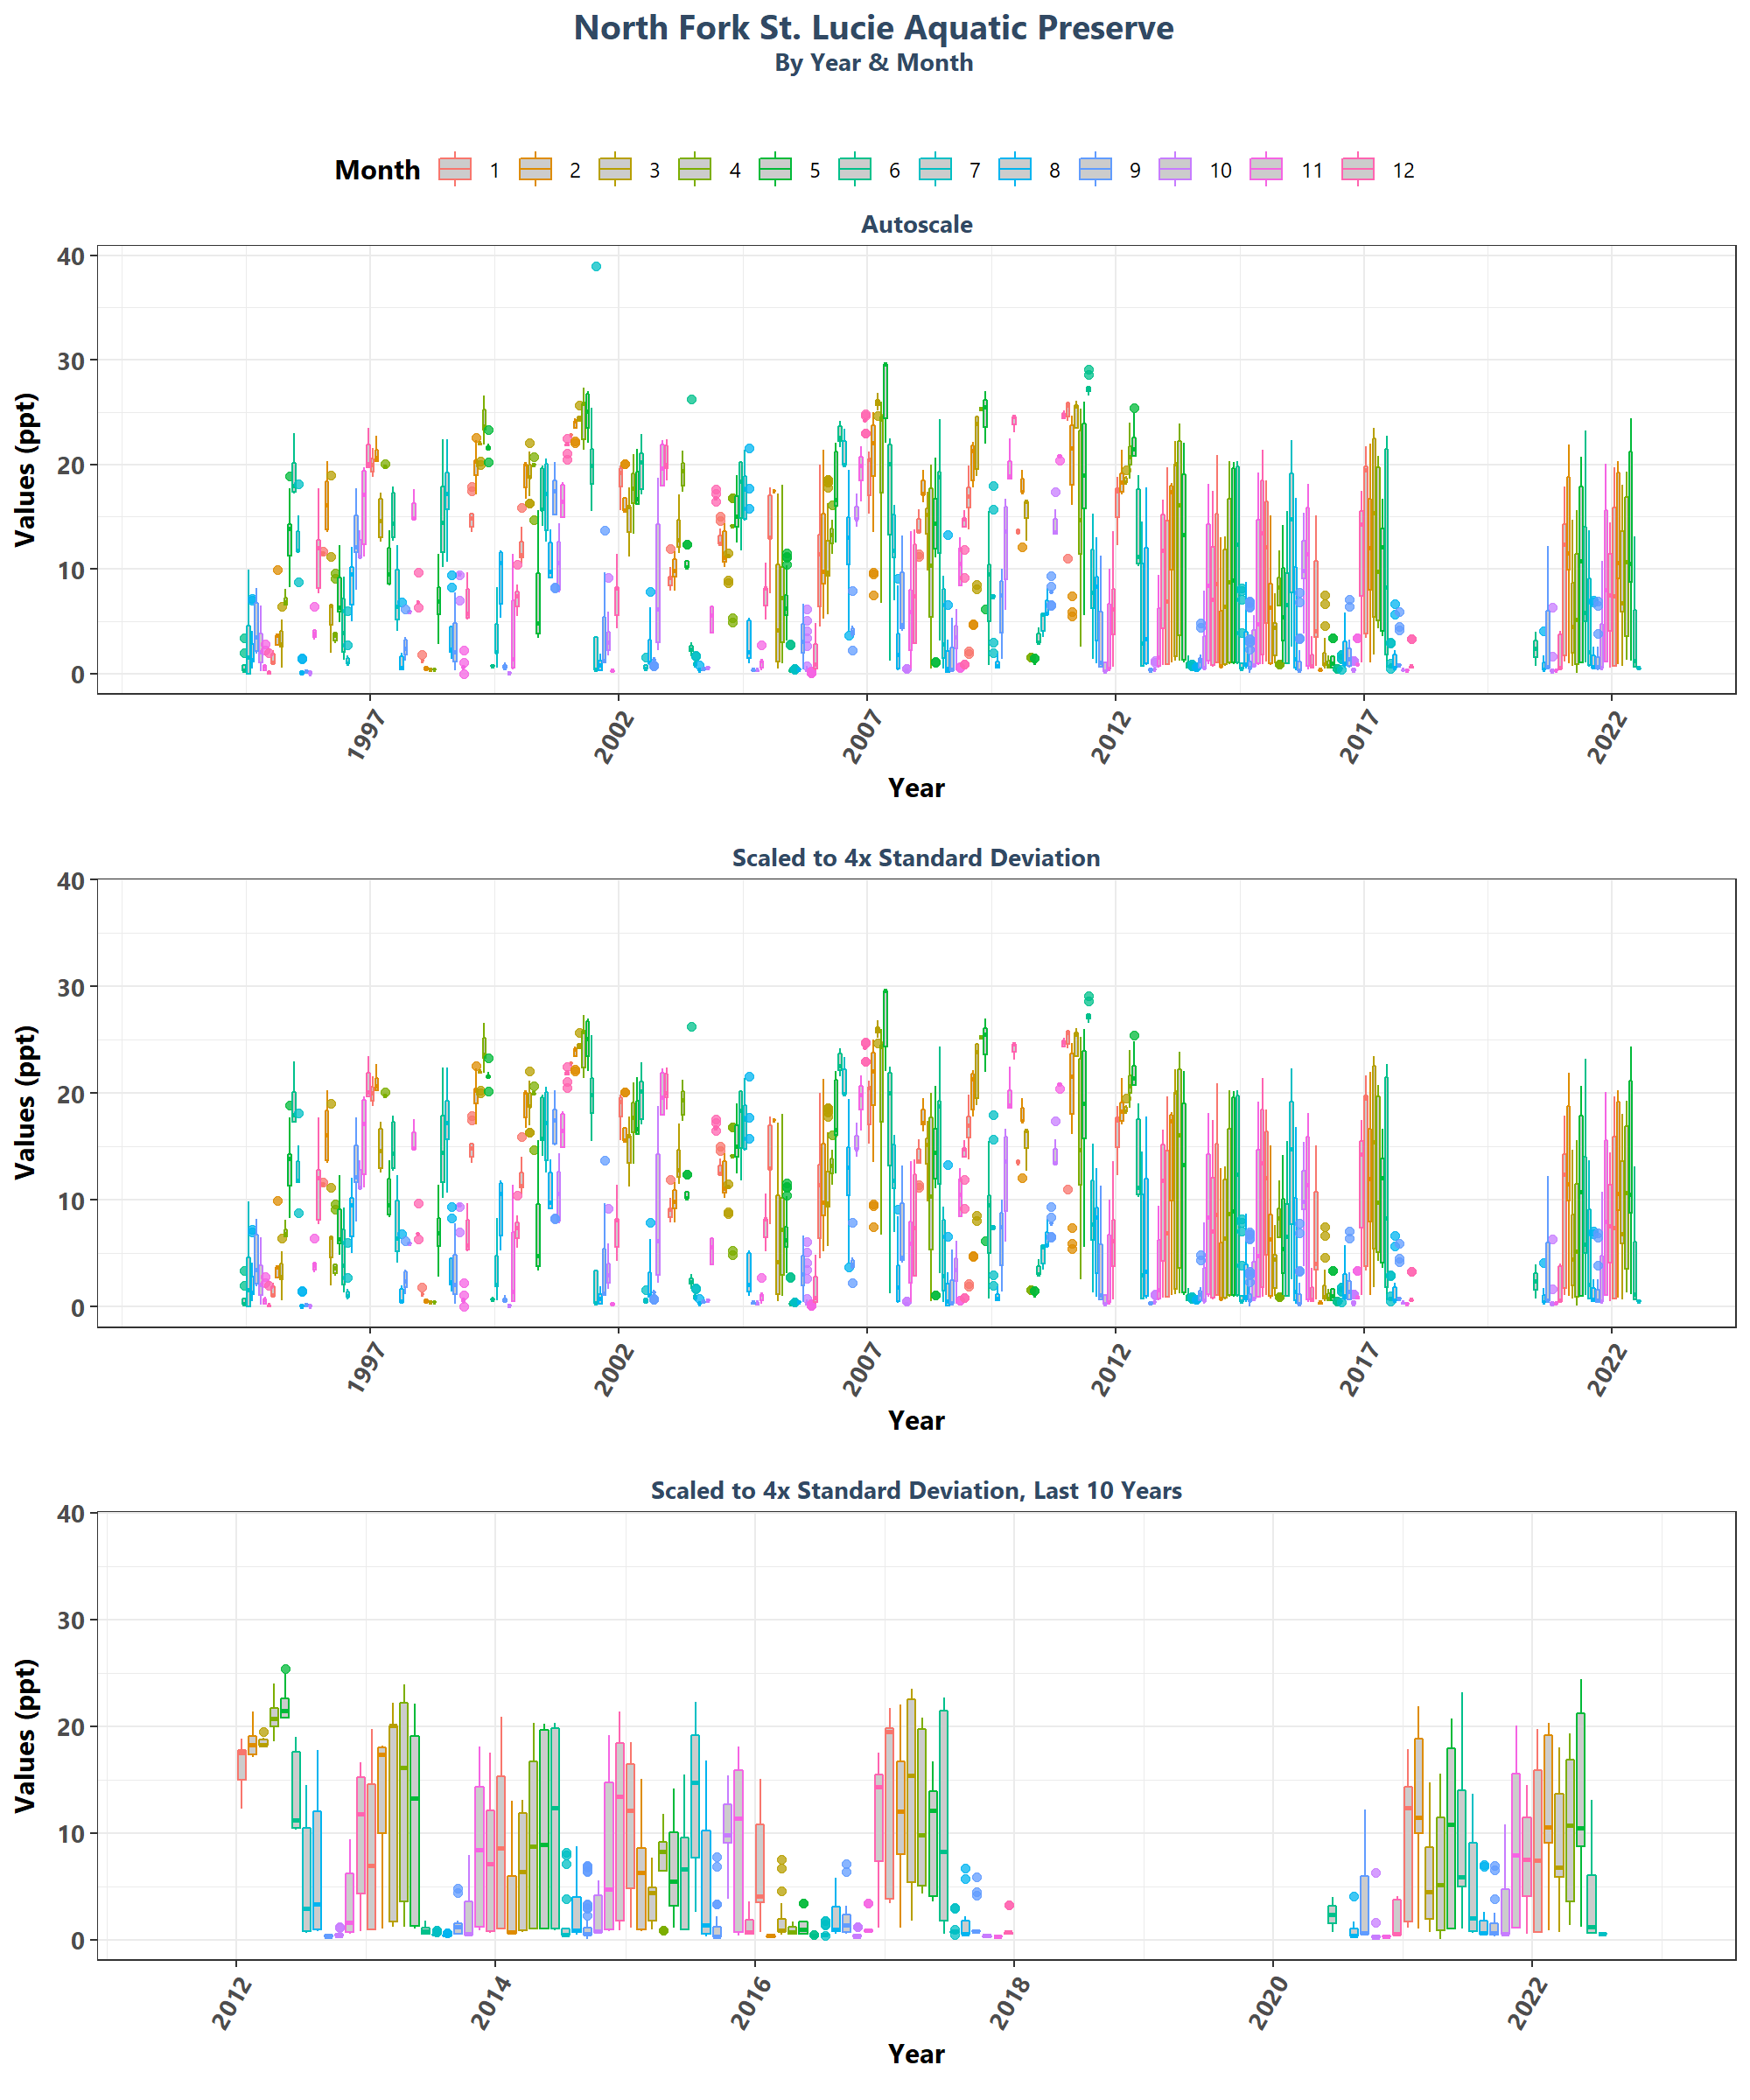 North Fork St. Lucie Aquatic Preserve
By Year & Month
Month 1 2 3 4 5 6 7 8 9 10 11 12
Autoscale
40
30
20
10
0
Values (ppt)
1997 2002 2007 2012 2017 2022
Year
Scaled to 4x Standard Deviation
40
30
20
10
0
Values (ppt)
1997 2002 2007 2012 2017 2022
Year
Scaled to 4x Standard Deviation, Last 10 Years
40
30
20
10
0
Values (ppt)
2012 2014 2016 2018 2020 2022
Year